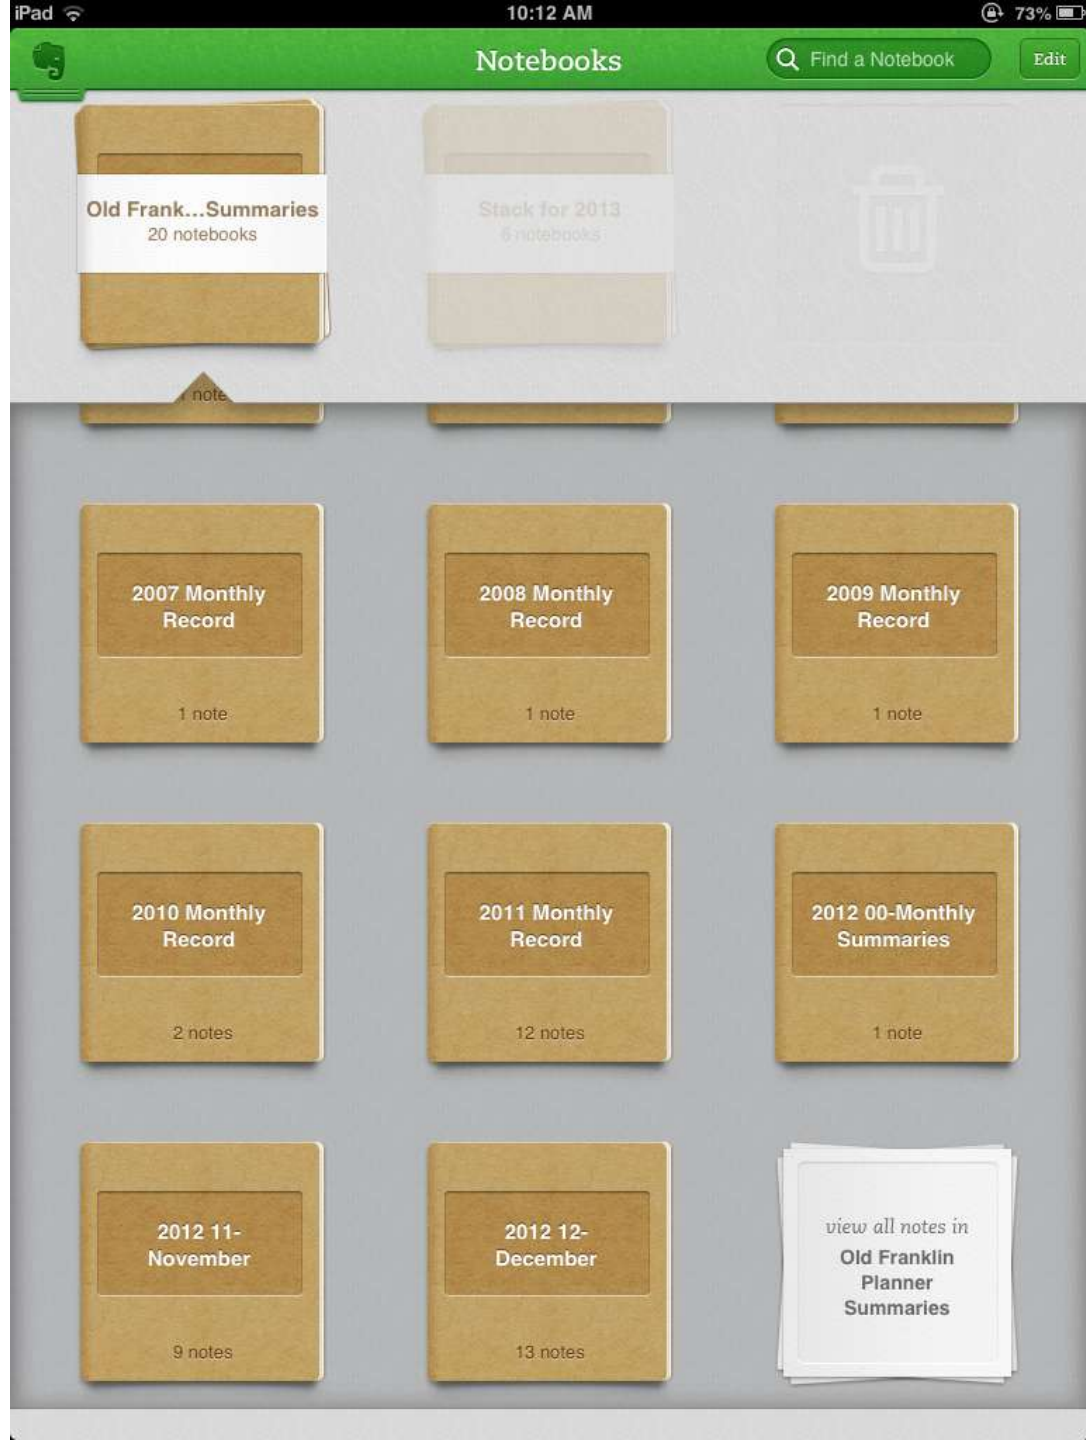 iPad 10:12 AM 73%
Notebooks Find a Notebook Edit
Old Frank...Summaries
20 notebooks
Stack for 2013
6 notebooks
note
2007 Monthly
Record
1 note
2008 Monthly
Record
1 note
2009 Monthly
Record
1 note
2010 Monthly
Record
2 notes
2011 Monthly
Record
12 notes
2012 00-Monthly
Summaries
1 note
2012 11-
November
9 notes
2012 12-
December
13 notes
view all notes in
Old Franklin
Planner
Summaries